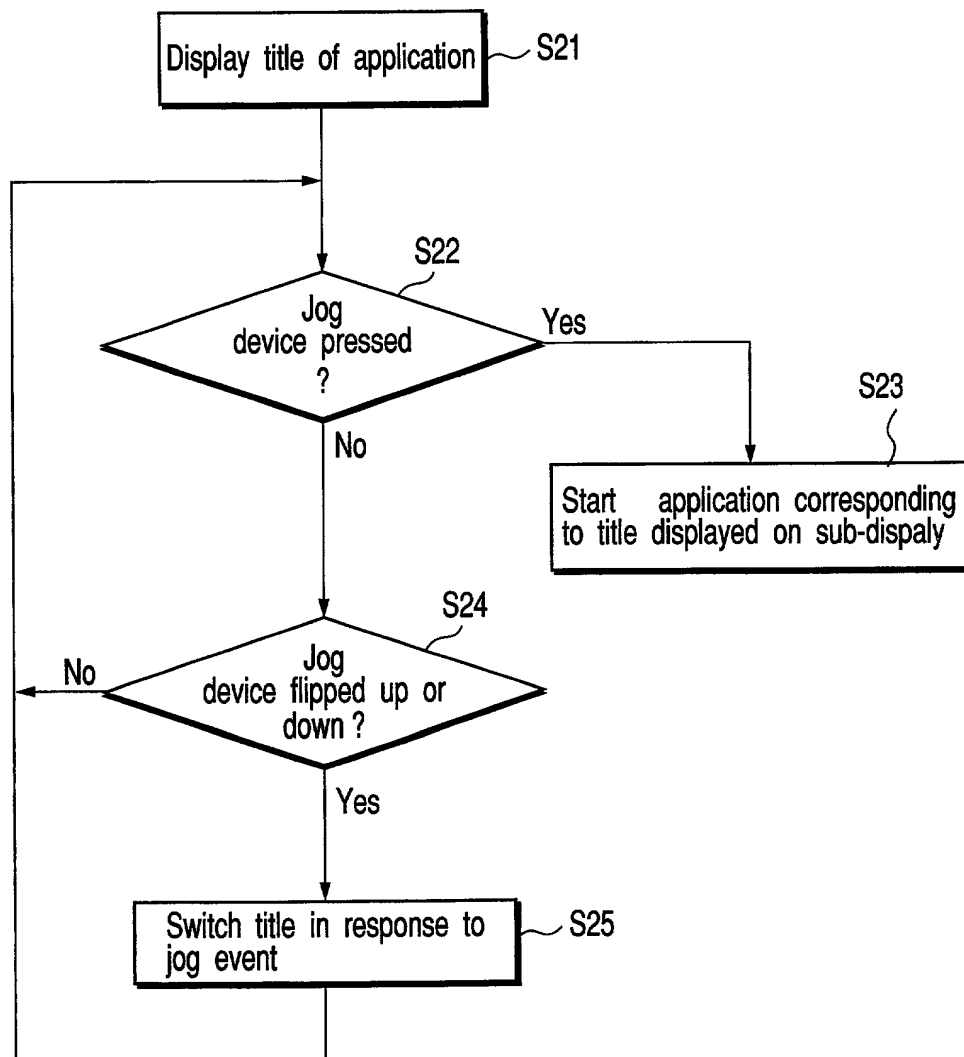 Display title of application
S21
S22
Jog
device pressed
?
Yes
No
S23
Start application corresponding
to title displayed on sub-dispaly
S24
Jog
device flipped up or
down ?
No
Yes
Switch title in response to
jog event
S25